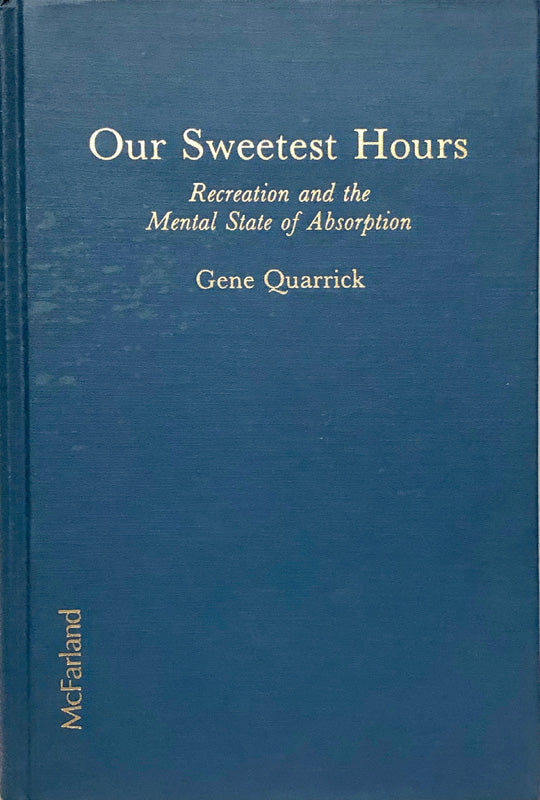 Our Sweetest Hours
Recreation and the
Mental State of Absorption
Gene Quarrick
McFarland